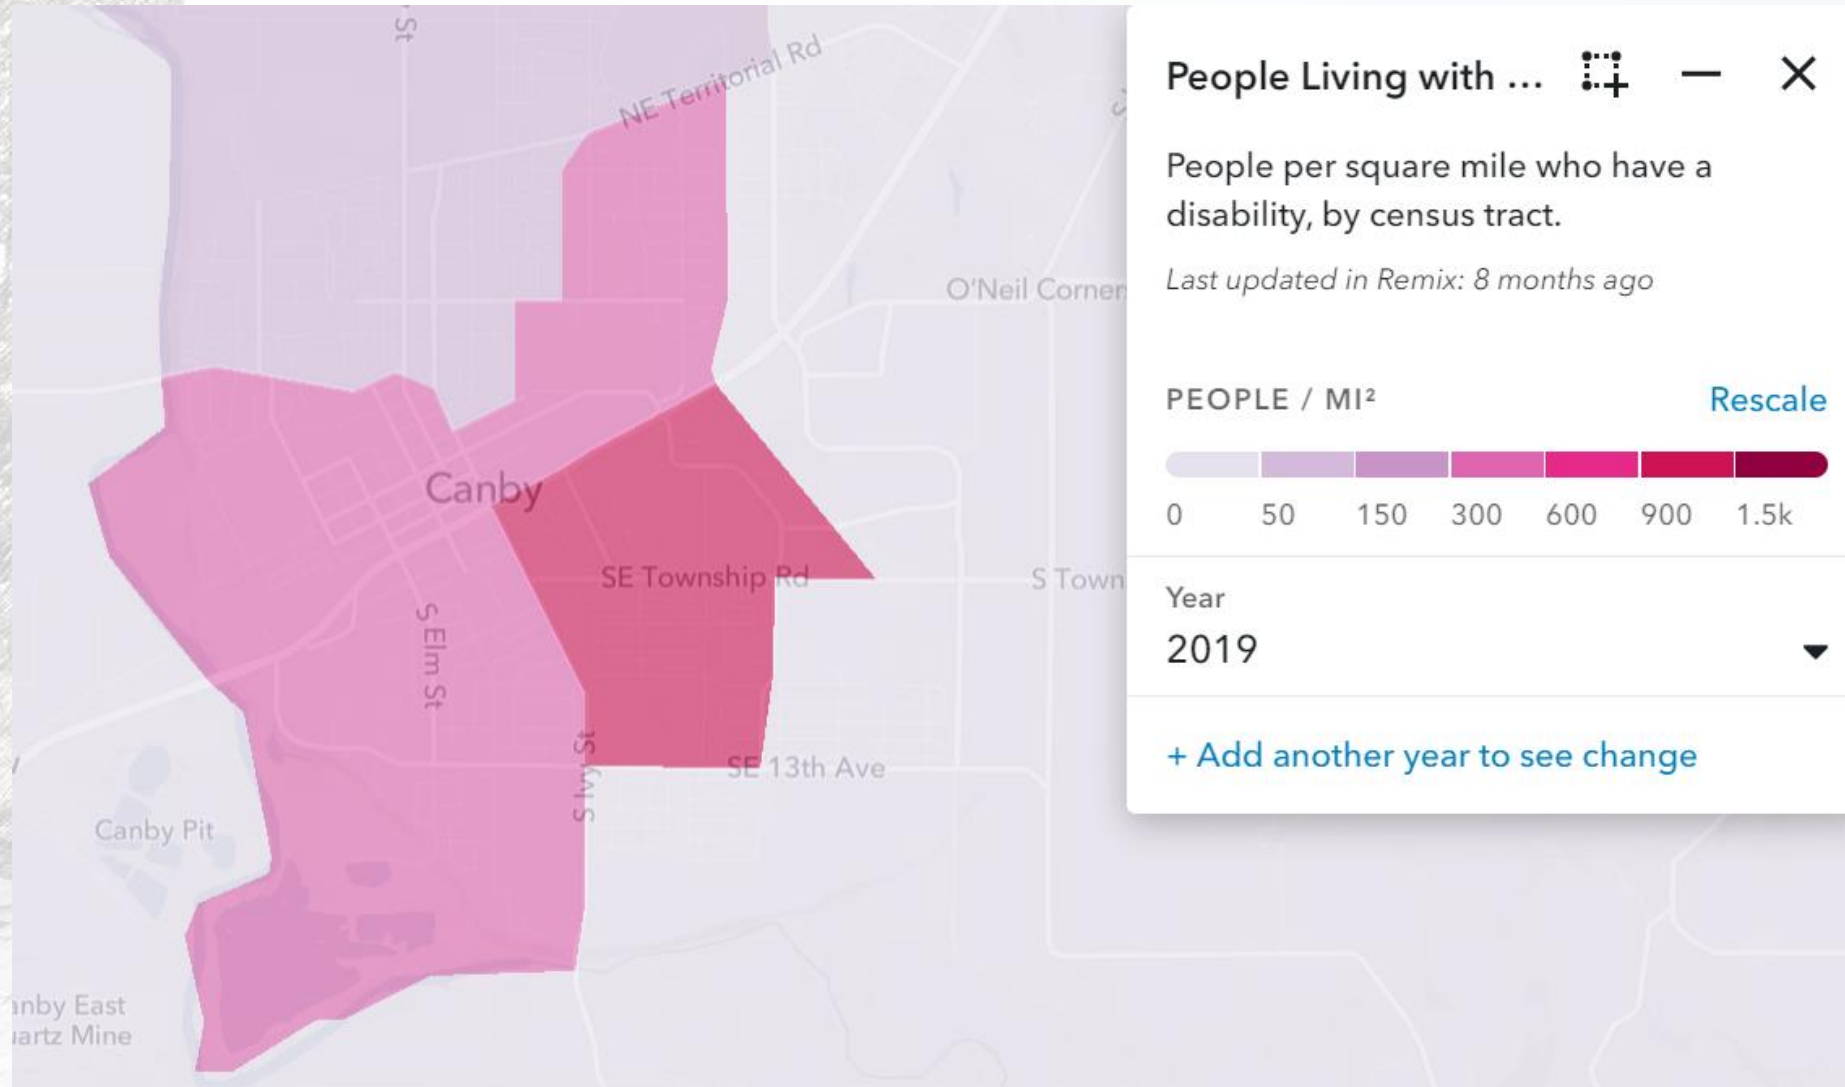 St
NE Territorial Rd
O'Neil Corner
Canby
SE Township Rd
S Town
S Elm St
S Ivy St
SE 13th Ave
Canby Pit
anby East
uartz Mine
People Living with ...
People per square mile who have a
disability, by census tract.
Last updated in Remix: 8 months ago
PEOPLE / MI²
Rescale
0 50 150 300 600 900 1.5k
Year
2019
+ Add another year to see change